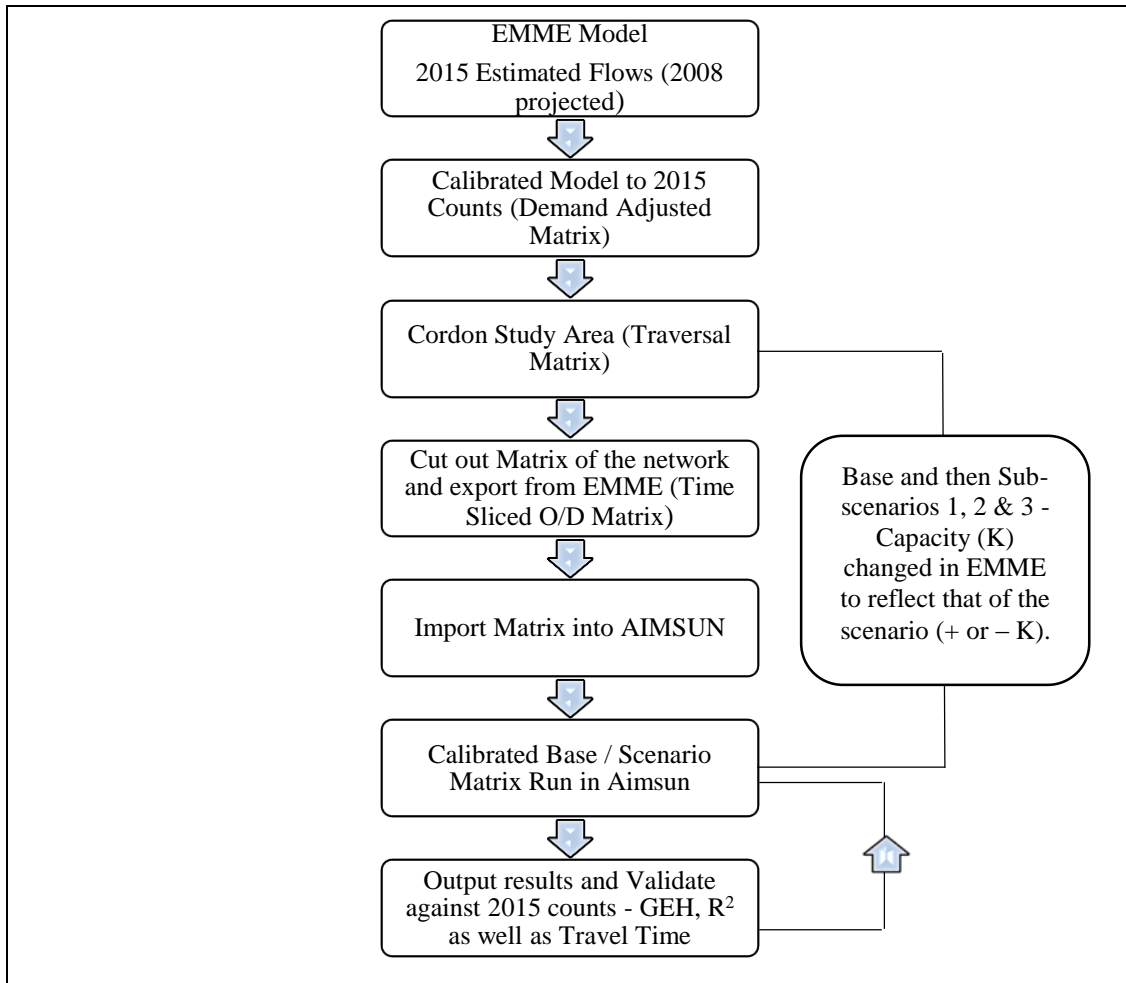 EMME Model
2015 Estimated Flows (2008
projected)
Calibrated Model to 2015
Counts (Demand Adjusted
Matrix)
Cordon Study Area (Traversal
Matrix)
Cut out Matrix of the network
and export from EMME (Time
Sliced O/D Matrix)
Base and then Sub-
scenarios 1, 2 & 3 -
Capacity (K)
changed in EMME
to reflect that of the
scenario (+ or – K).
Import Matrix into AIMSUN
Calibrated Base / Scenario
Matrix Run in Aimsun
Output results and Validate
against 2015 counts - GEH, R²
as well as Travel Time